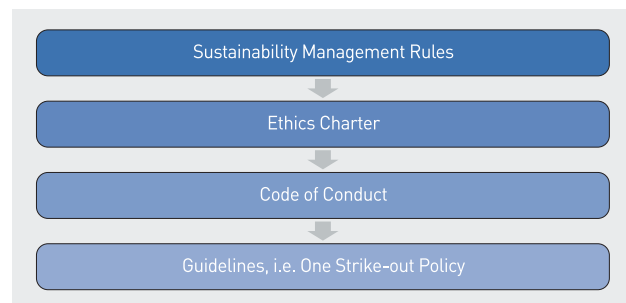 Sustainability Management Rules
Ethics Charter
Code of Conduct
Guidelines, i.e. One Strike-out Policy